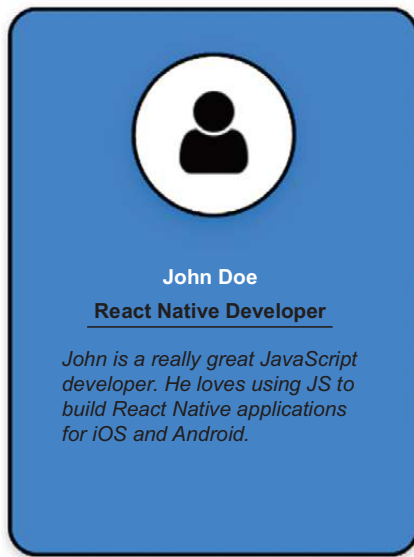 John Doe
React Native Developer
John is a really great JavaScript
developer. He loves using JS to
build React Native applications
for iOS and Android.